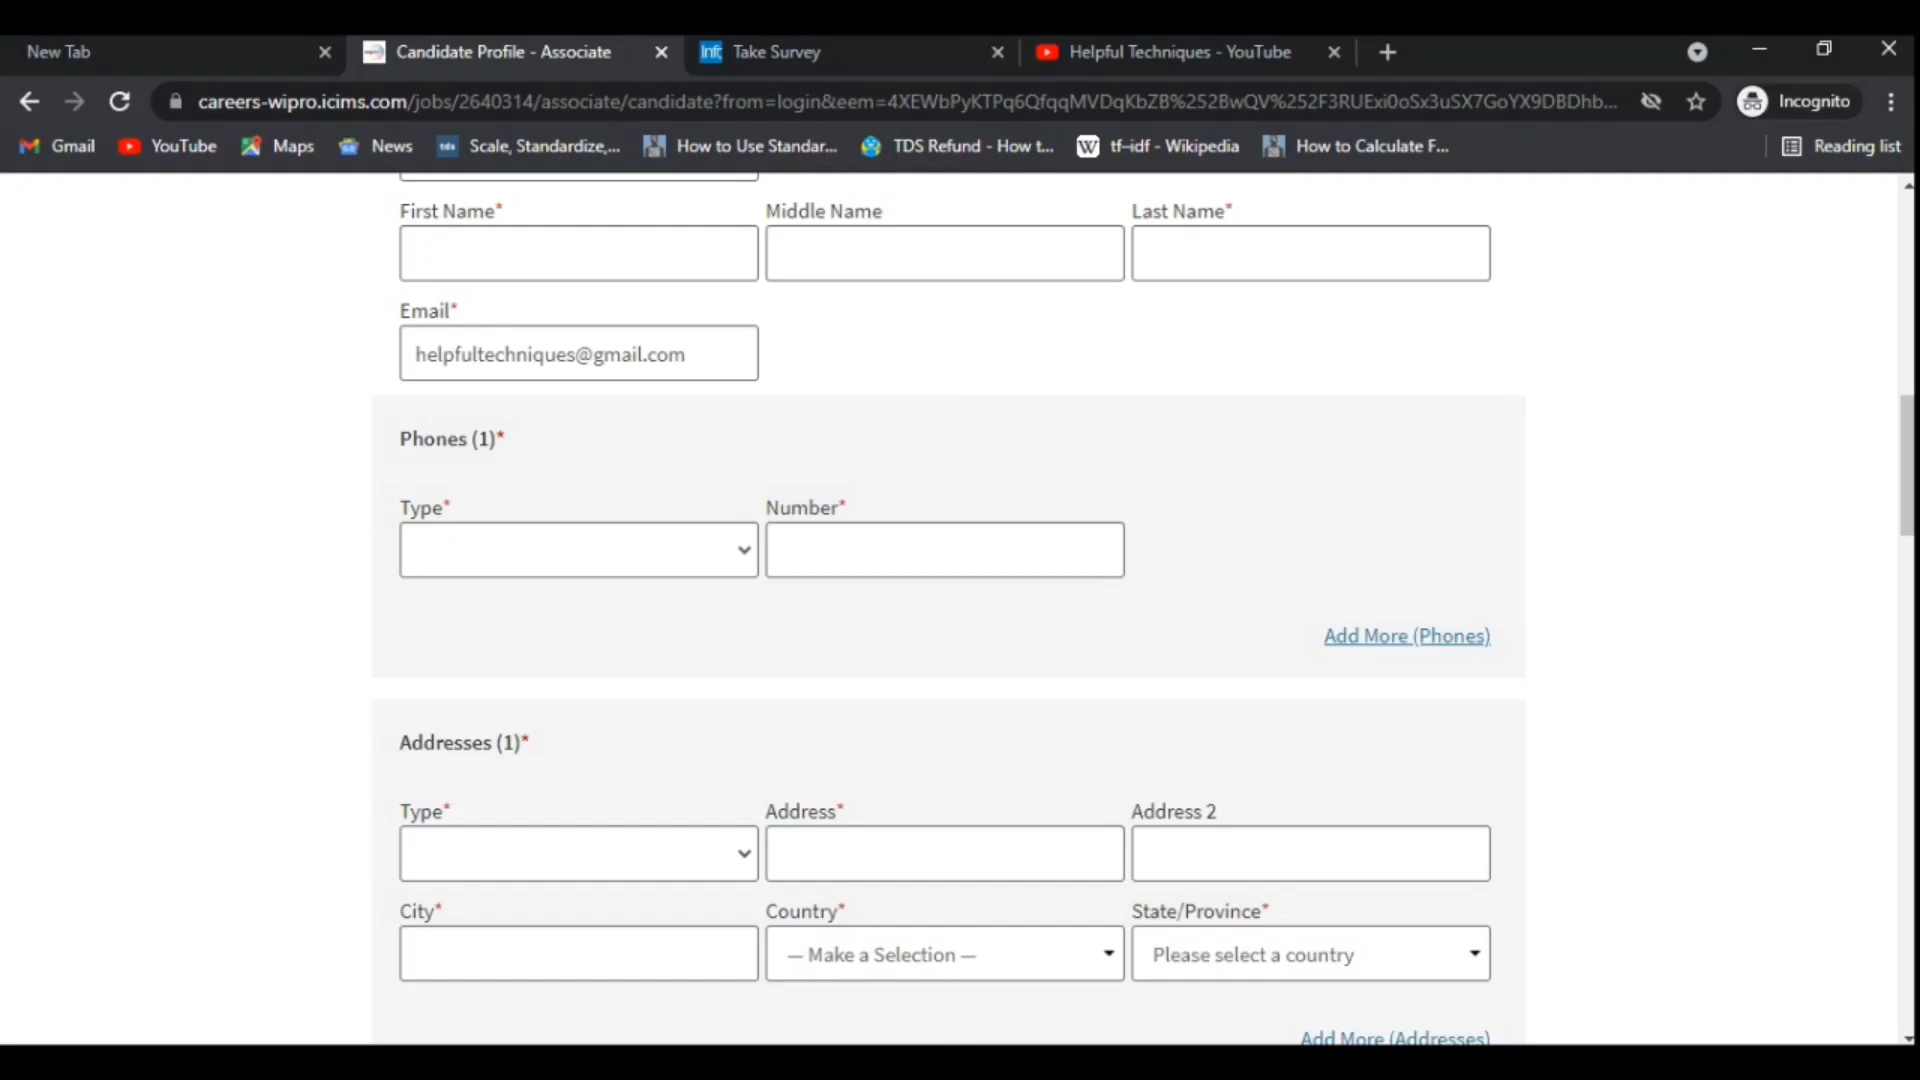 New Tab
Candidate Profile - Associate
Take Survey
Helpful Techniques - YouTube
careers-wipro.icims.com/jobs/2640314/associate/candidate?from=login&eem=4XEWbPyKTPq6QfqqMVDqKbZB%252BwQV%252F3RUExi0oSx3uSX7GoYX9DBDhb...
Incognito
Gmail
YouTube
Maps
News
Scale, Standardize,...
How to Use Standar...
TDS Refund - How t...
tf–idf - Wikipedia
How to Calculate F...
Reading list
First Name*
Middle Name
Last Name*
Email*
helpfultechniques@gmail.com
Phones (1)*
Type*
Number*
Add More (Phones)
Addresses (1)*
Type*
Address*
Address 2
City*
Country*
State/Province*
— Make a Selection —
Please select a country
Add More (Addresses)